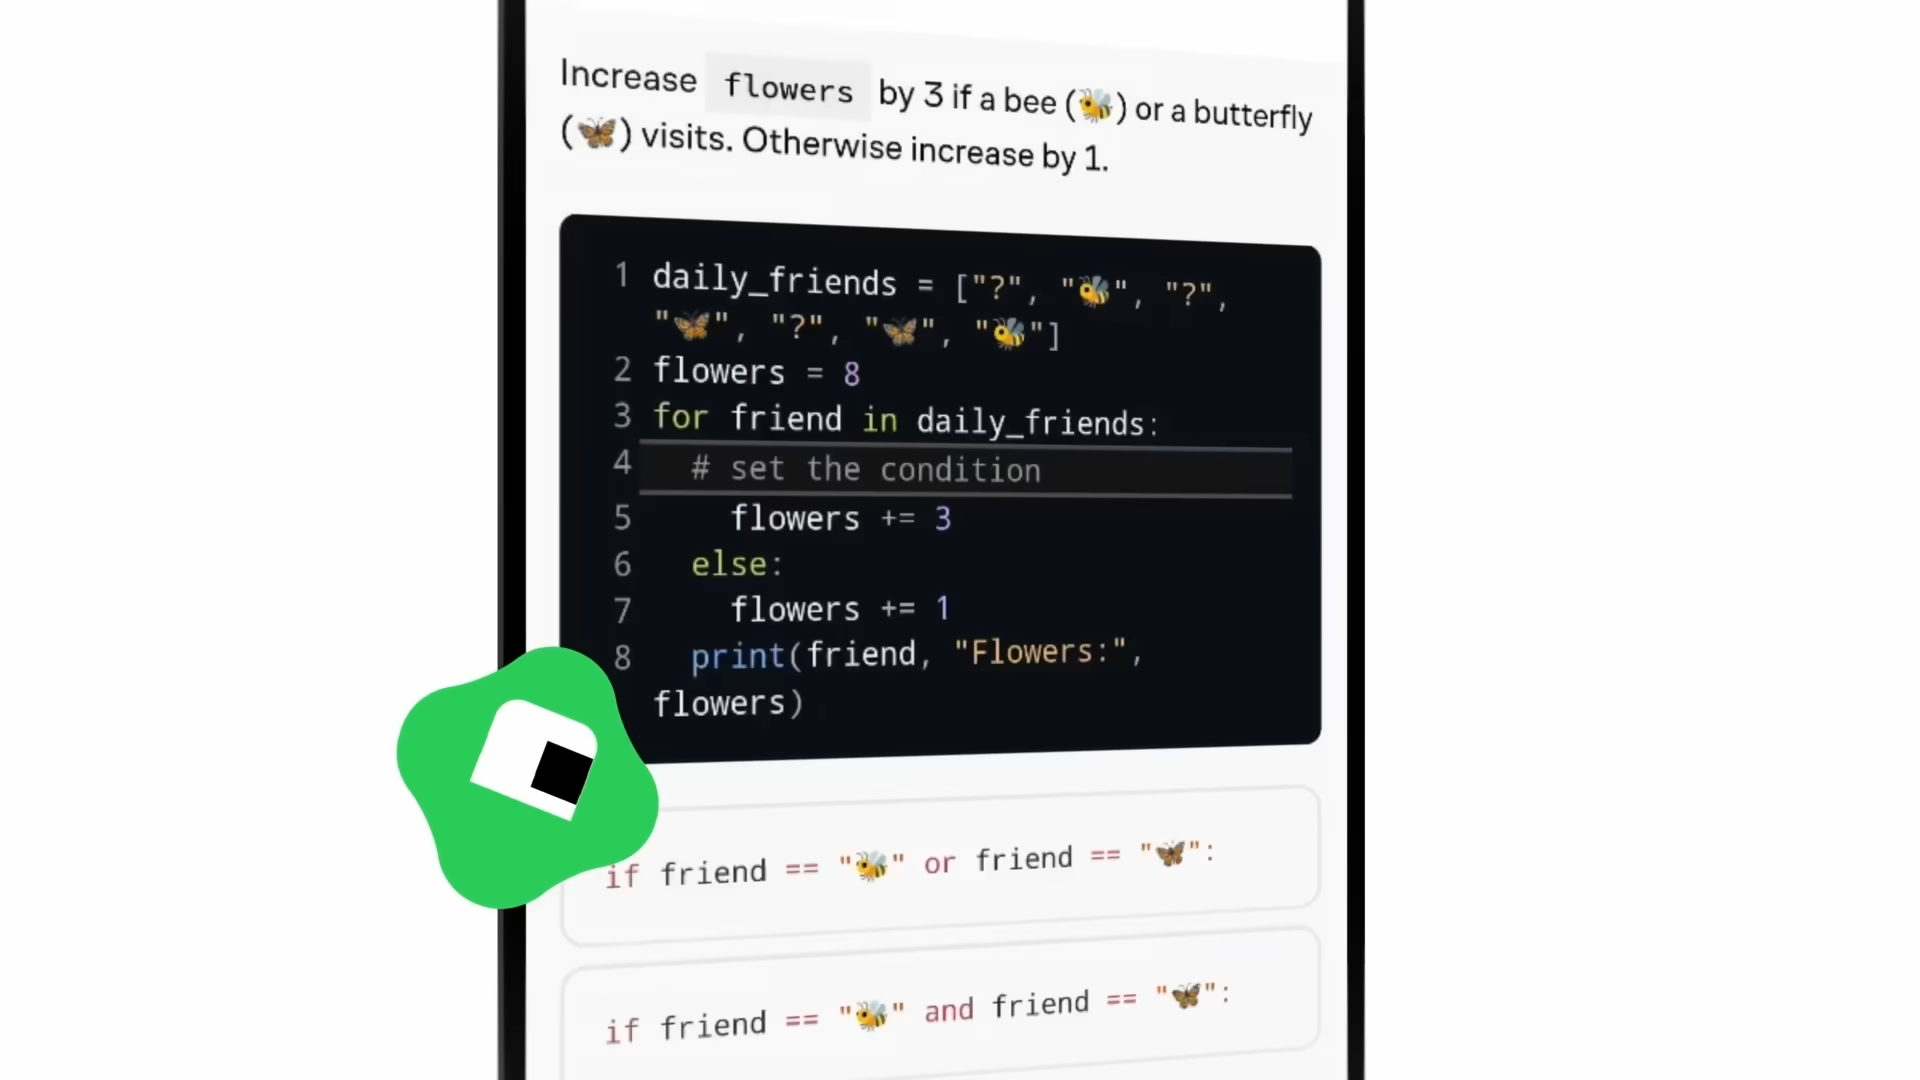 Increase flowers by 3 if a bee (🐝) or a butterfly
(🦋) visits. Otherwise increase by 1.
1 daily_friends = ["?", "🐝", "?",
"🦋", "?", "🦋", "🐝"]
2 flowers = 8
3 for friend in daily_friends:
4 # set the condition
5 flowers += 3
6 else:
7 flowers += 1
8 print(friend, "Flowers:",
flowers)
if friend == "🐝" or friend == "🦋":
if friend == "🐝" and friend == "🦋":